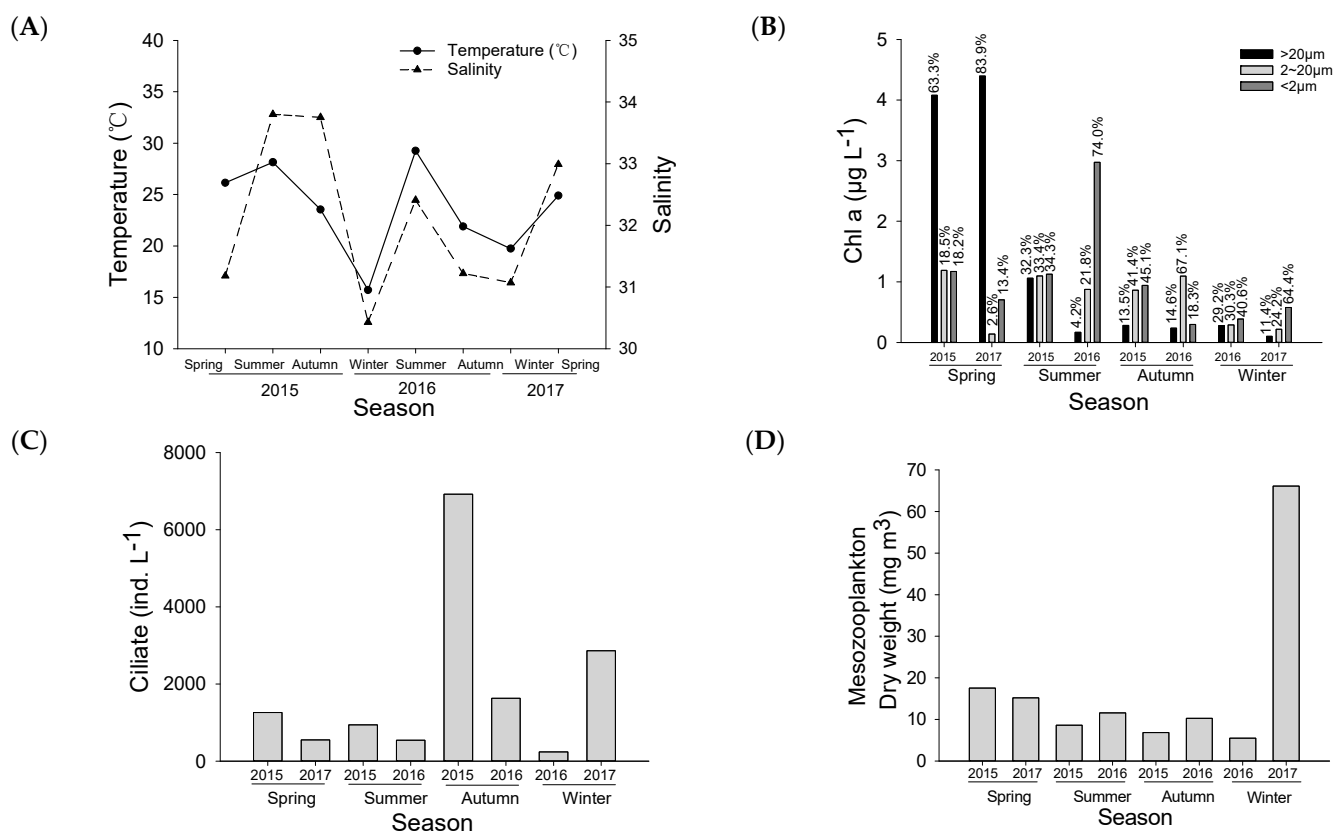 (A)
40
35
Temperature (℃)
Salinity
35
34
30
33
25
20
32
15
31
10
30
Temperature (℃)
Salinity
Spring Summer Autumn Winter Summer Autumn Winter Spring
2015 2016 2017
Season
(B)
5
4
3
2
1
0
Chl a (µg L-1)
>20µm
2~20µm
<2µm
63.3% 18.5% 18.2% 83.9% 2.6% 13.4% 32.3% 33.4% 34.3% 4.2% 21.8% 74.0% 13.5% 41.4% 45.1% 14.6% 67.1% 18.3% 29.2% 30.3% 40.6% 11.4% 24.2% 64.4%
2015 2017 2015 2016 2015 2016 2016 2017
Spring Summer Autumn Winter
Season
(C)
8000
6000
4000
2000
0
Ciliate (ind. L-1)
2015 2017 2015 2016 2015 2016 2016 2017
Spring Summer Autumn Winter
Season
(D)
70
60
50
40
30
20
10
0
Mesozooplankton
Dry weight (mg m3)
2015 2017 2015 2016 2015 2016 2016 2017
Spring Summer Autumn Winter
Season